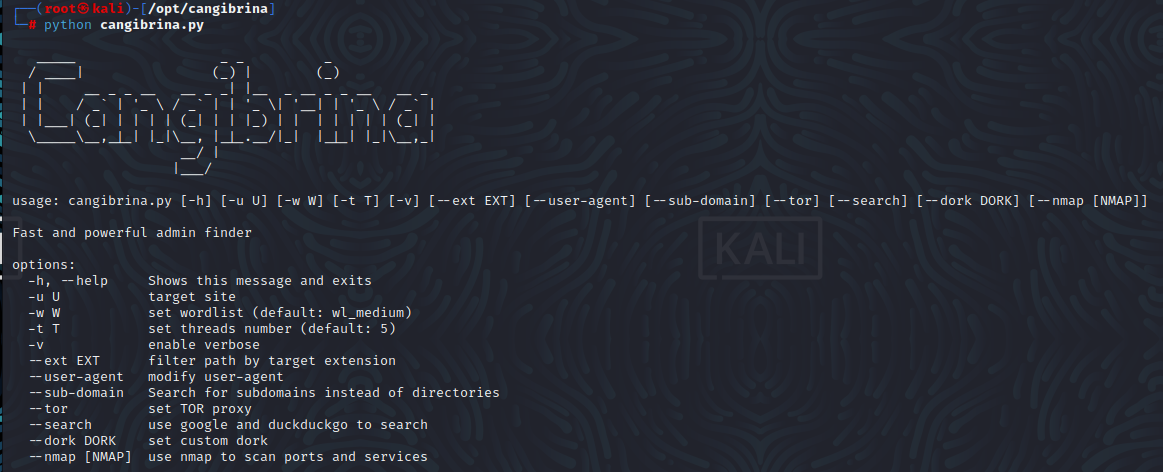 ┌──(root㉿kali)-[/opt/cangibrina]
└─# python cangibrina.py
Cangibrina
usage: cangibrina.py [-h] [-u U] [-w W] [-t T] [-v] [--ext EXT] [--user-agent] [--sub-domain] [--tor] [--search] [--dork DORK] [--nmap [NMAP]]
Fast and powerful admin finder
KALI
options:
-h, --help Shows this message and exits
-u U target site
-w W set wordlist (default: wl_medium)
-t T set threads number (default: 5)
-v enable verbose
--ext EXT filter path by target extension
--user-agent modify user-agent
--sub-domain Search for subdomains instead of directories
--tor set TOR proxy
--search use google and duckduckgo to search
--dork DORK set custom dork
--nmap [NMAP] use nmap to scan ports and services